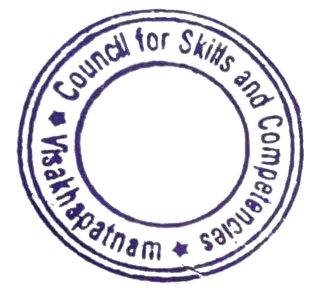 Council for Skills and Competencies
★ Visakhapatnam ★